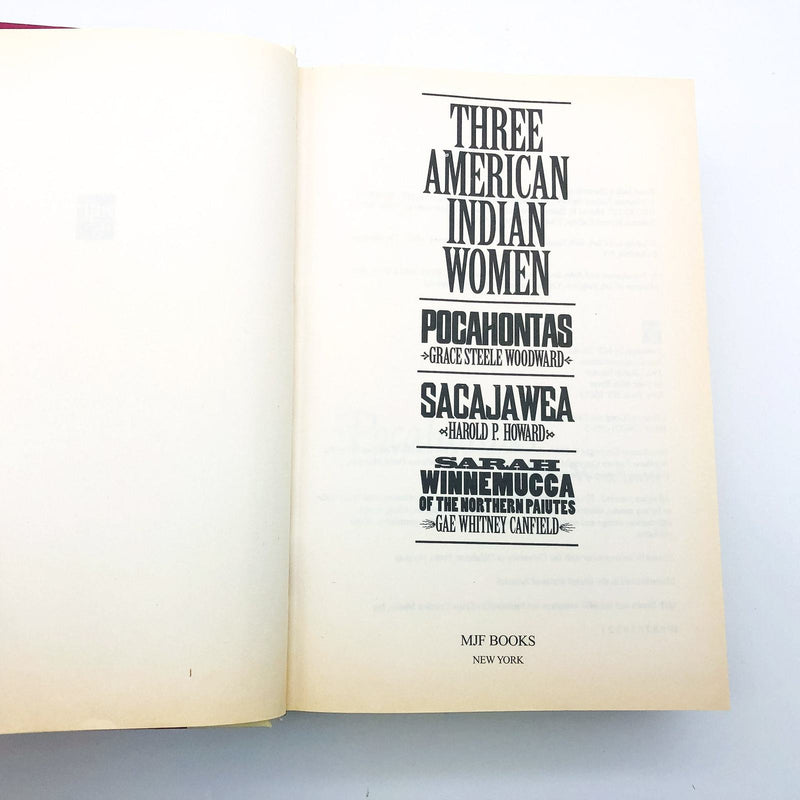 THREE
AMERICAN
INDIAN
WOMEN
POCAHONTAS
GRACE STEELE WOODWARD
SACAJAWEA
HAROLD P. HOWARD
SARAH
WINNEMUCCA
OF THE NORTHERN PAIUTES
GAE WHITNEY CANFIELD
MJF BOOKS
NEW YORK